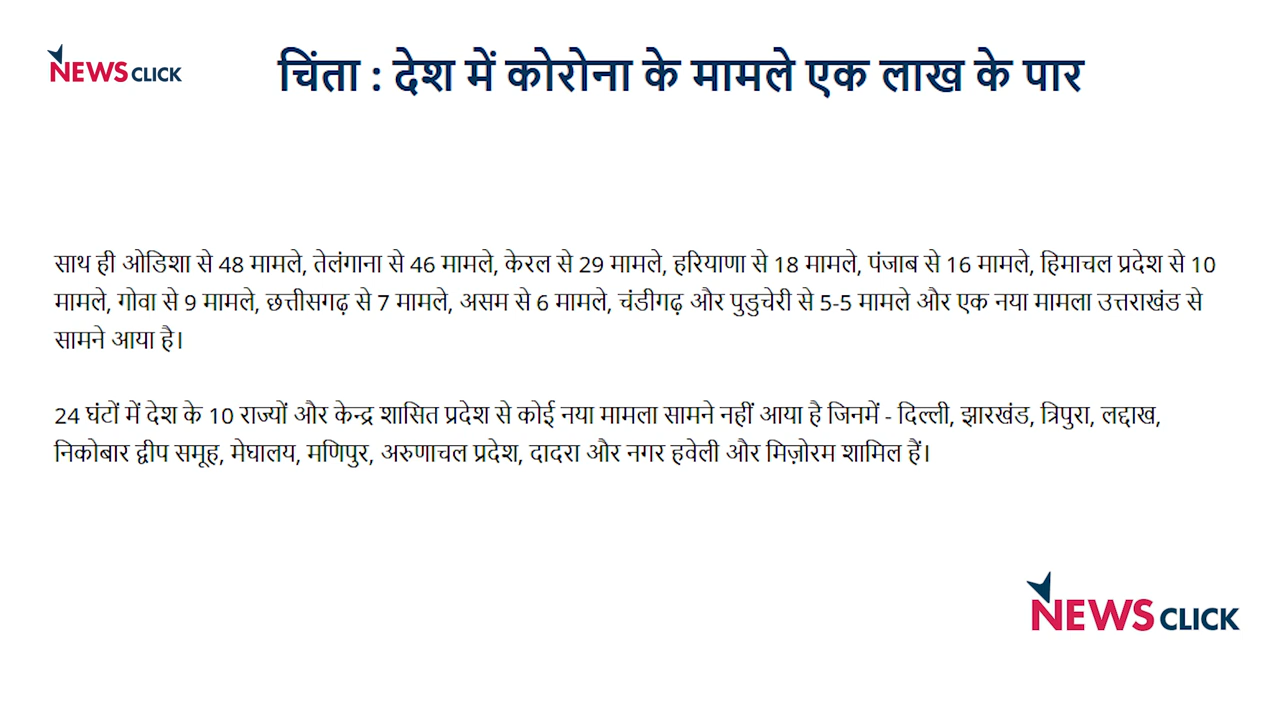 NEWSCLICK
चिंता : देश में कोरोना के मामले एक लाख के पार
साथ ही ओडिशा से 48 मामले, तेलंगाना से 46 मामले, केरल से 29 मामले, हरियाणा से 18 मामले, पंजाब से 16 मामले, हिमाचल प्रदेश से 10
मामले, गोवा से 9 मामले, छत्तीसगढ़ से 7 मामले, असम से 6 मामले, चंडीगढ़ और पुडुचेरी से 5-5 मामले और एक नया मामला उत्तराखंड से
सामने आया है।
24 घंटों में देश के 10 राज्यों और केन्द्र शासित प्रदेश से कोई नया मामला सामने नहीं आया है जिनमें - दिल्ली, झारखंड, त्रिपुरा, लद्दाख,
निकोबार द्वीप समूह, मेघालय, मणिपुर, अरुणाचल प्रदेश, दादरा और नगर हवेली और मिज़ोरम शामिल हैं।
NEWSCLICK